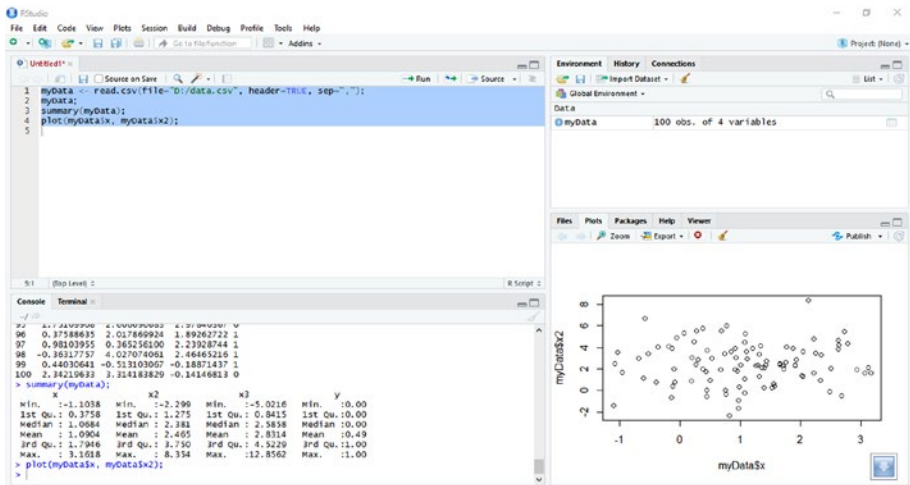 RStudio
File Edit Code View Plots Session Build Debug Profile Tools Help
Go to file/function Addins Project: (None)
Untitled1*
Source on Save Run Source
1 myData <- read.csv(file="D:/data.csv", header=TRUE, sep=",");
2 myData;
3 summary(myData);
4 plot(myData$x, myData$x2);
5
5:1 (Top Level) R Script
Console Terminal
~/
96 0.37588635 2.017869924 1.89262722 1
97 0.98103955 0.365256100 2.23928744 1
98 -0.36317757 4.027074061 2.46465216 1
99 0.44030641 -0.513103067 -0.18871437 1
100 2.34219633 3.314183829 -0.14146813 0
> summary(myData);
x x2 x3 y
Min. :-1.1038 Min. :-2.299 Min. :-5.0216 Min. :0.00
1st Qu.: 0.3758 1st Qu.: 1.275 1st Qu.: 0.8415 1st Qu.:0.00
Median : 1.0684 Median : 2.381 Median : 2.5858 Median :0.00
Mean : 1.0904 Mean : 2.465 Mean : 2.8314 Mean :0.49
3rd Qu.: 1.7946 3rd Qu.: 3.750 3rd Qu.: 4.5229 3rd Qu.:1.00
Max. : 3.1618 Max. : 8.354 Max. :12.8562 Max. :1.00
> plot(myData$x, myData$x2);
>
Environment History Connections
Import Dataset List
Global Environment
Data
myData 100 obs. of 4 variables
Files Plots Packages Help Viewer
Zoom Export Publish
8
6
4
2
0
-2
myData$x2
-1 0 1 2 3
myData$x